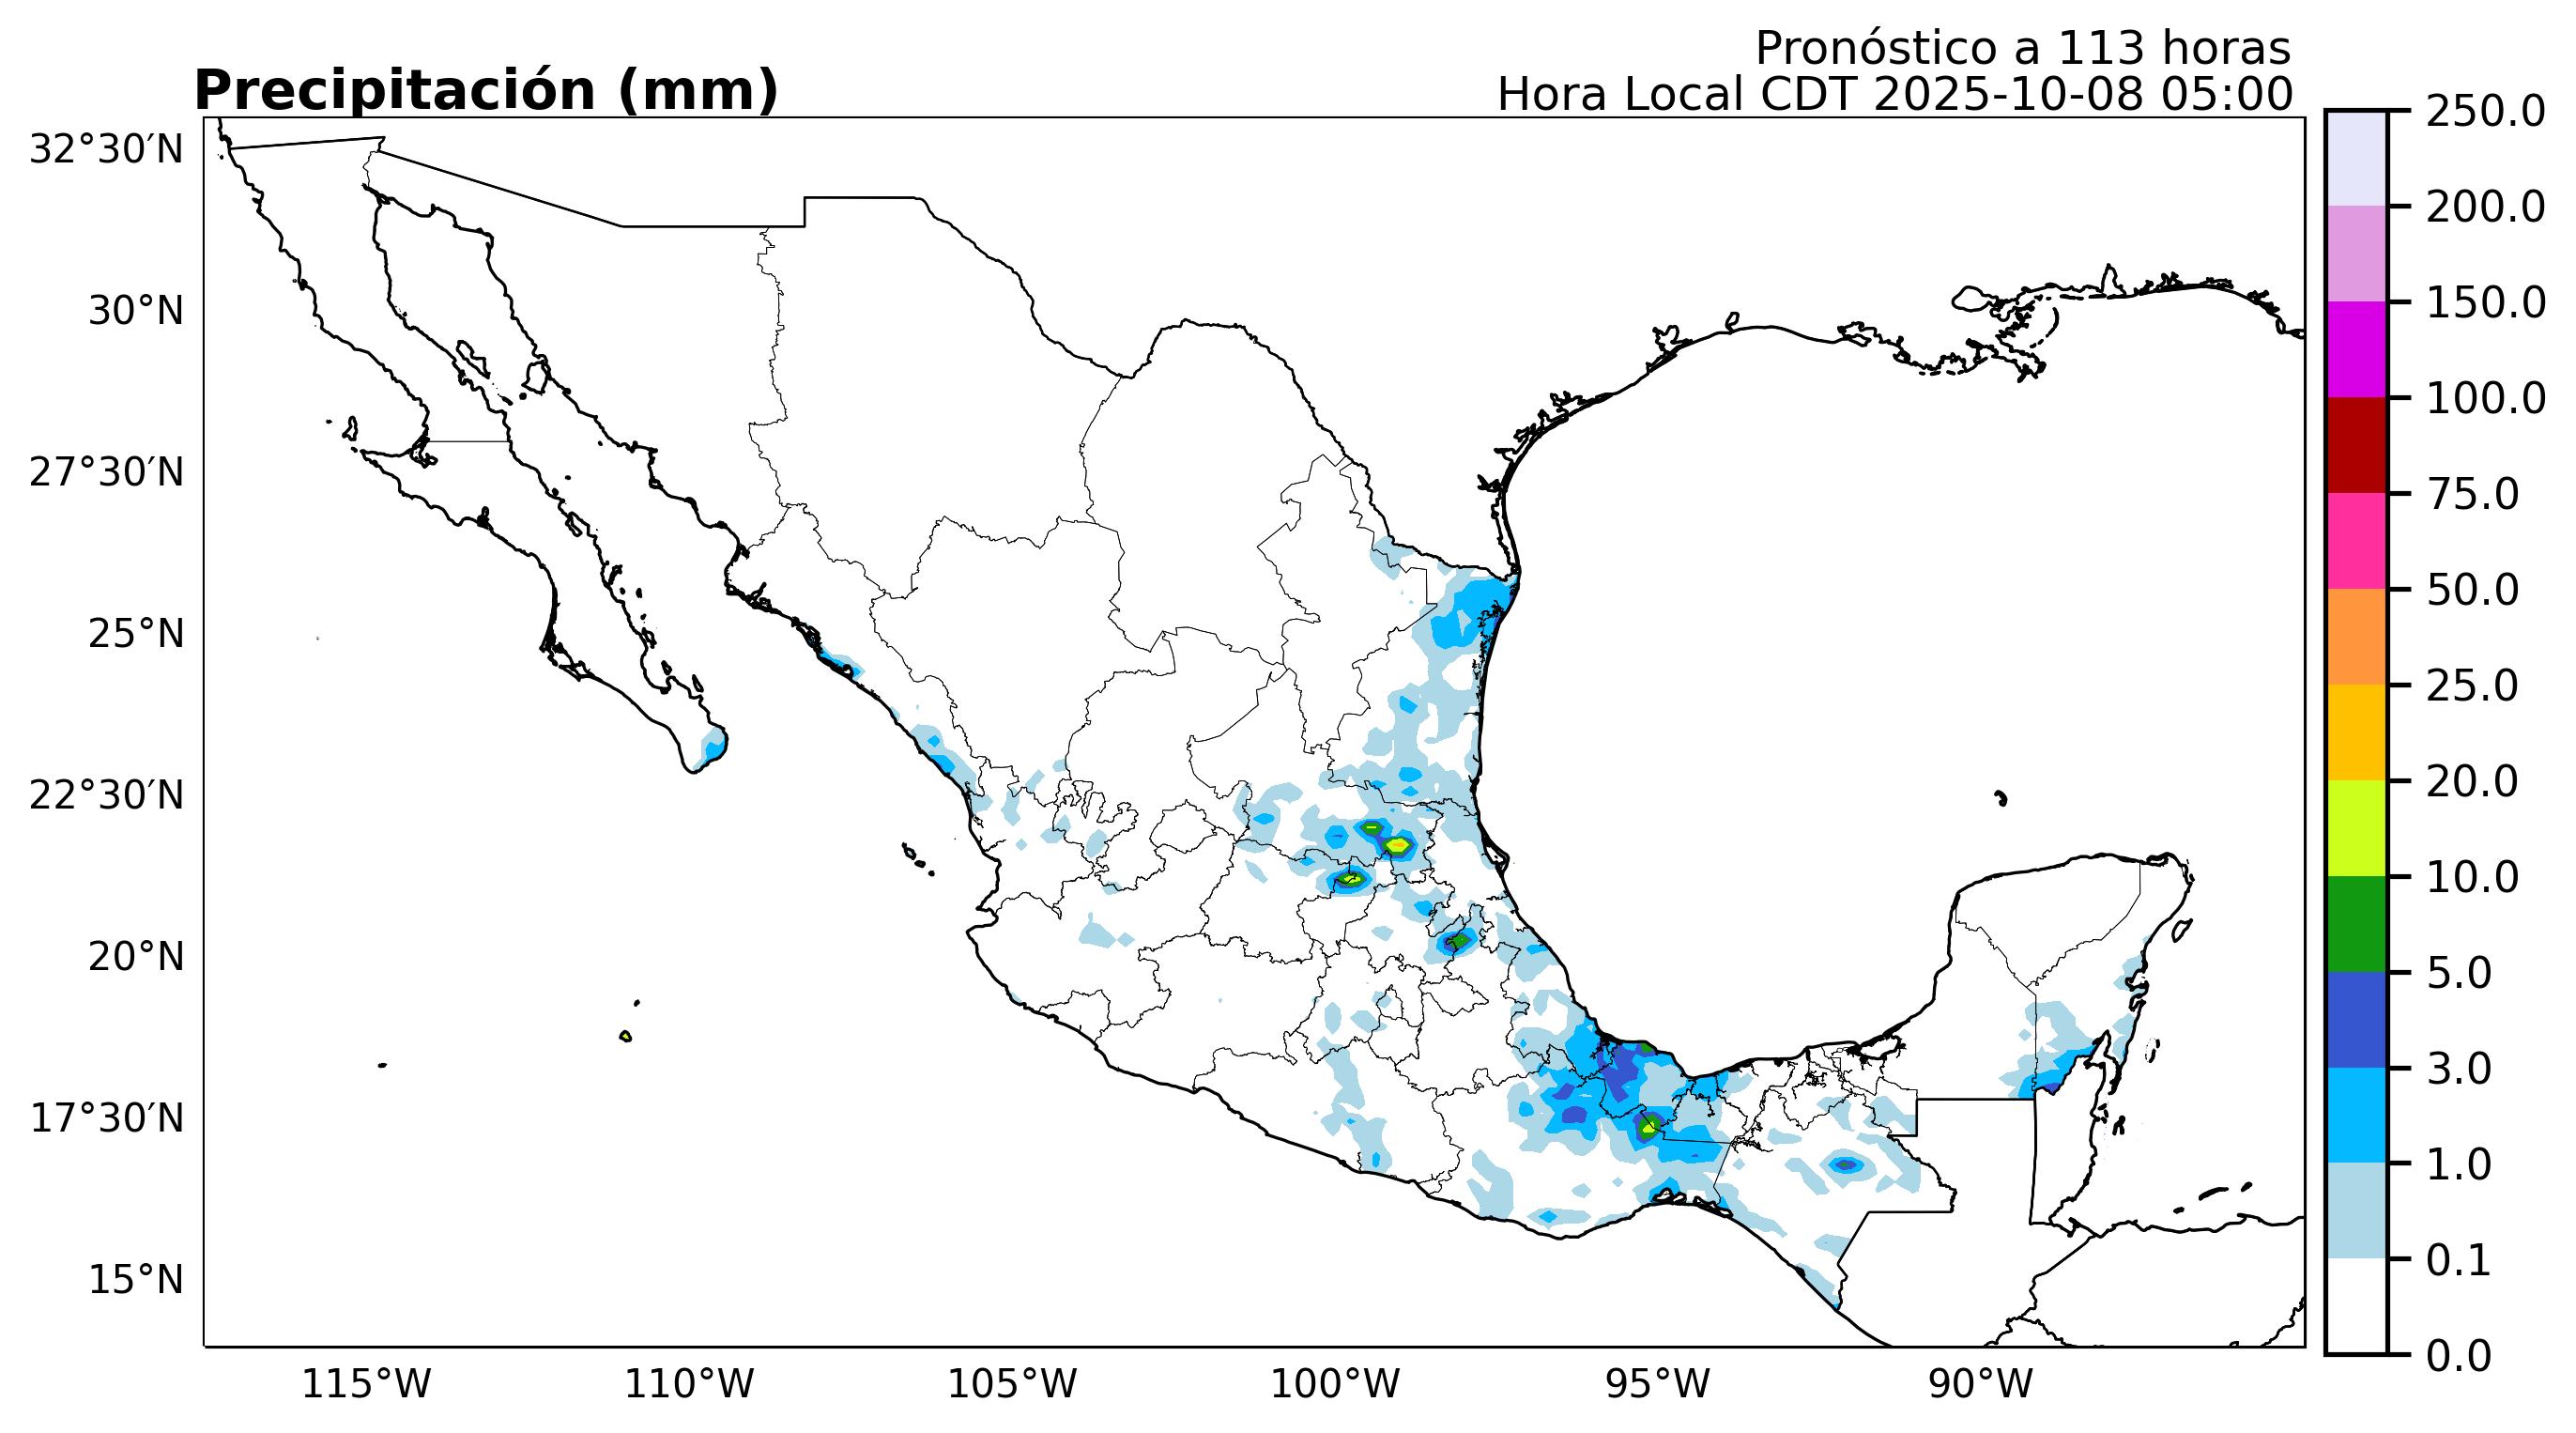 Pronóstico a 113 horas
Precipitación (mm)
Hora Local CDT 2025-10-08 05:00
32°30′N
30°N
27°30′N
25°N
22°30′N
20°N
17°30′N
15°N
115°W
110°W
105°W
100°W
95°W
90°W
250.0
200.0
150.0
100.0
75.0
50.0
25.0
20.0
10.0
5.0
3.0
1.0
0.1
0.0